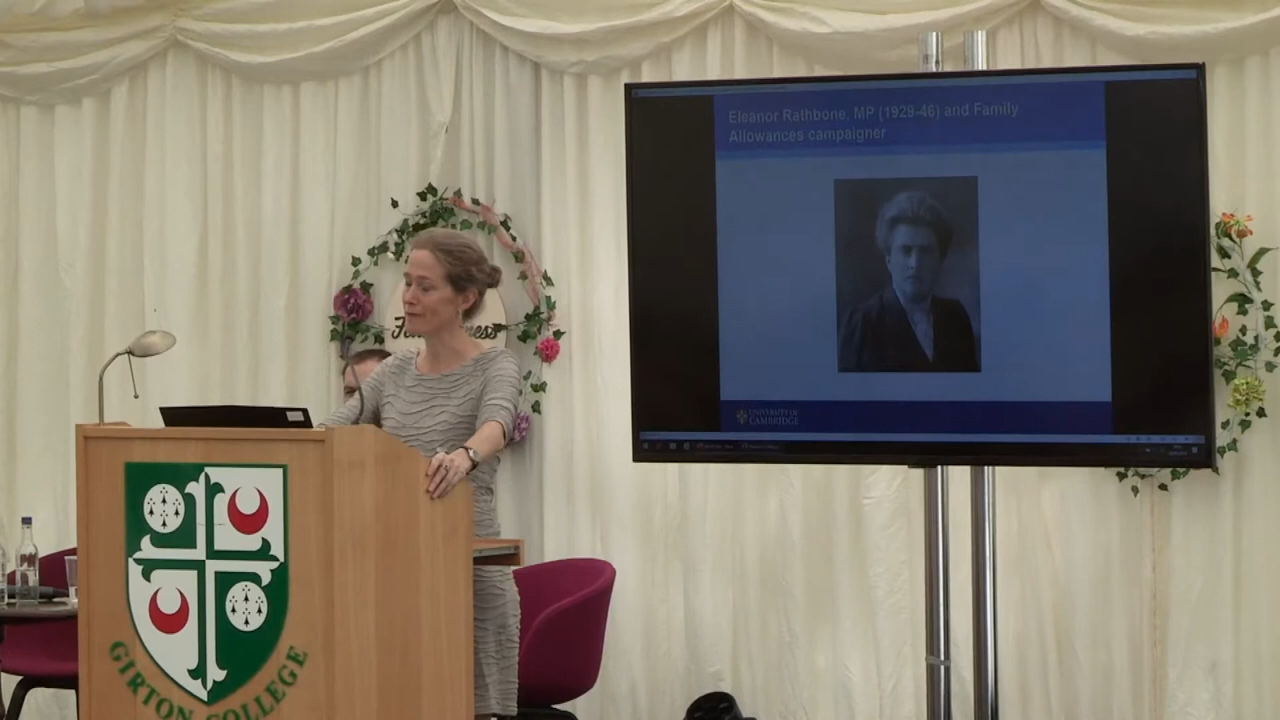 Eleanor Rathbone, MP (1929-46) and Family
Allowances campaigner
UNIVERSITY OF
CAMBRIDGE
GIRTON COLLEGE